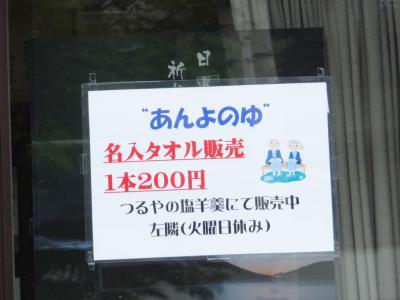 "あんよのゆ"
名入タオル販売
1本200円
つるやの塩羊羹にて販売中
左隣(火曜日休み)